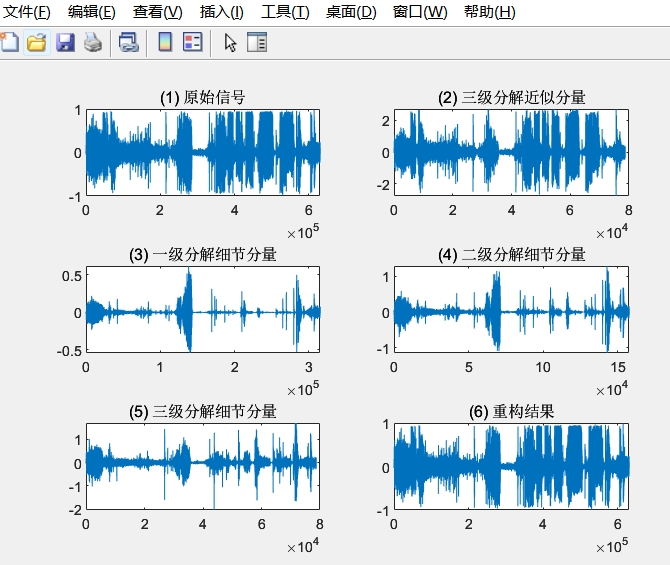 文件(F) 编辑(E) 查看(V) 插入(I) 工具(T) 桌面(D) 窗口(W) 帮助(H)
(1) 原始信号
1
0
-1
0 2 4 6
×10^5
(2) 三级分解近似分量
2
0
-2
0 2 4 6 8
×10^4
(3) 一级分解细节分量
0.5
0
-0.5
0 1 2 3
×10^5
(4) 二级分解细节分量
1
0
-1
0 5 10 15
×10^4
(5) 三级分解细节分量
1
0
-1
-2
0 2 4 6 8
×10^4
(6) 重构结果
1
0
-1
0 2 4 6
×10^5